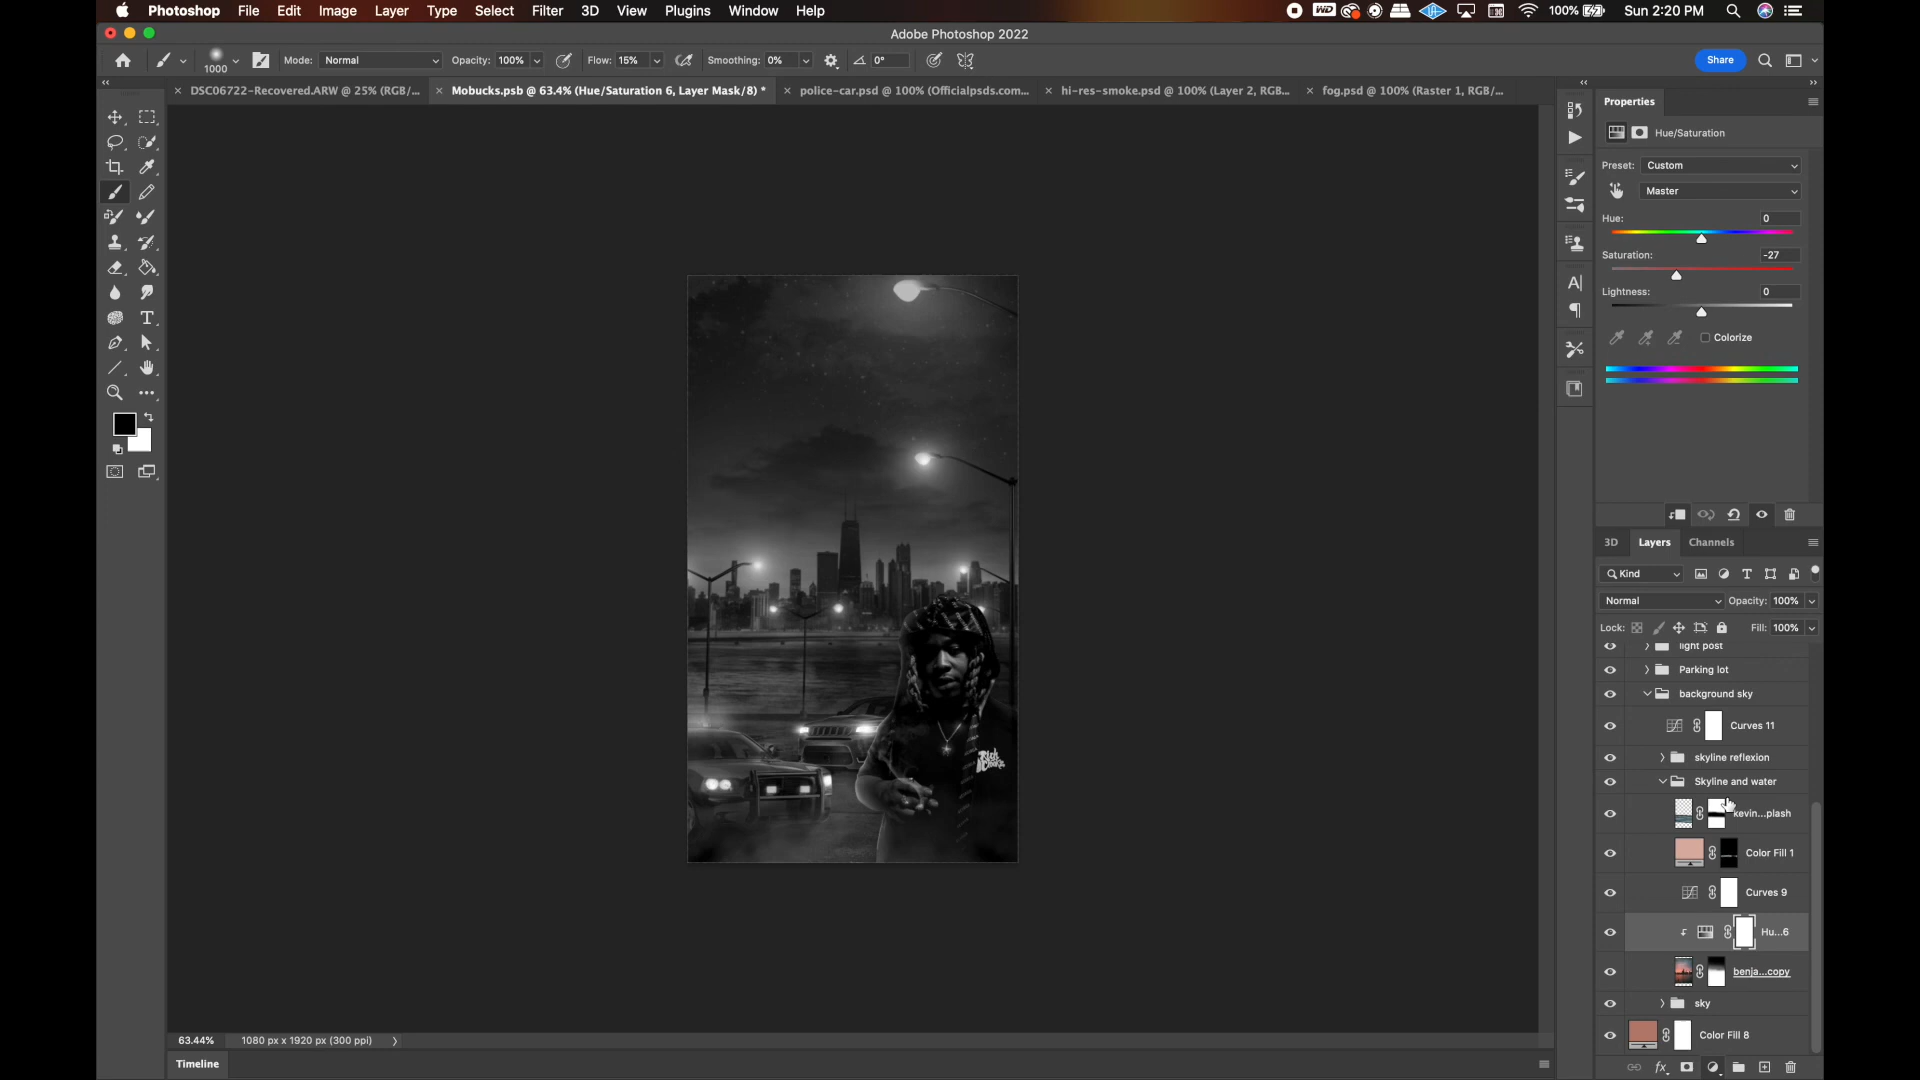 Photoshop File Edit Image Layer Type Select Filter 3D View Plugins Window Help
100% Sun 2:20 PM
Adobe Photoshop 2022
1000 Mode: Normal Opacity: 100% Flow: 15% Smoothing: 0% 0° Share
DSC06722-Recovered.ARW @ 25% (RGB/... Mobucks.psb @ 63.4% (Hue/Saturation 6, Layer Mask/8) * police-car.psd @ 100% (Officialpsds.com... hi-res-smoke.psd @ 100% (Layer 2, RGB... fog.psd @ 100% (Raster 1, RGB/...
Properties
Hue/Saturation
Preset: Custom
Master
Hue: 0
Saturation: -27
Lightness: 0
Colorize
3D Layers Channels
Kind
Normal Opacity: 100%
Lock: Fill: 100%
light post
Parking lot
background sky
Curves 11
skyline reflexion
Skyline and water
kevin...plash
Color Fill 1
Curves 9
Hu...6
benja...copy
sky
Color Fill 8
63.44% 1080 px x 1920 px (300 ppi)
Timeline